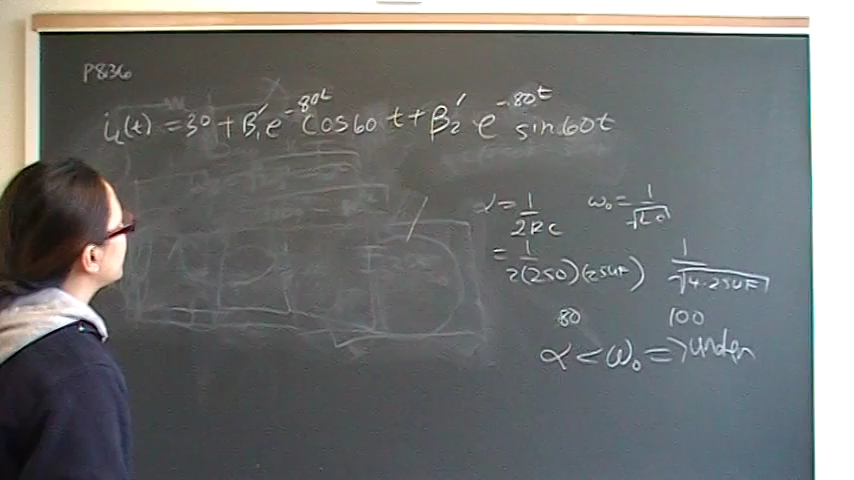 P8.36
i_L(t) = 30 + B₁′ e^{-80t} cos60t + B₂′ e^{-80t} sin60t
α = 1/2RC   ω₀ = 1/√LC
= 1/2(250)(25uF)   1/√4·25uF
80   100
α < ω₀ => under